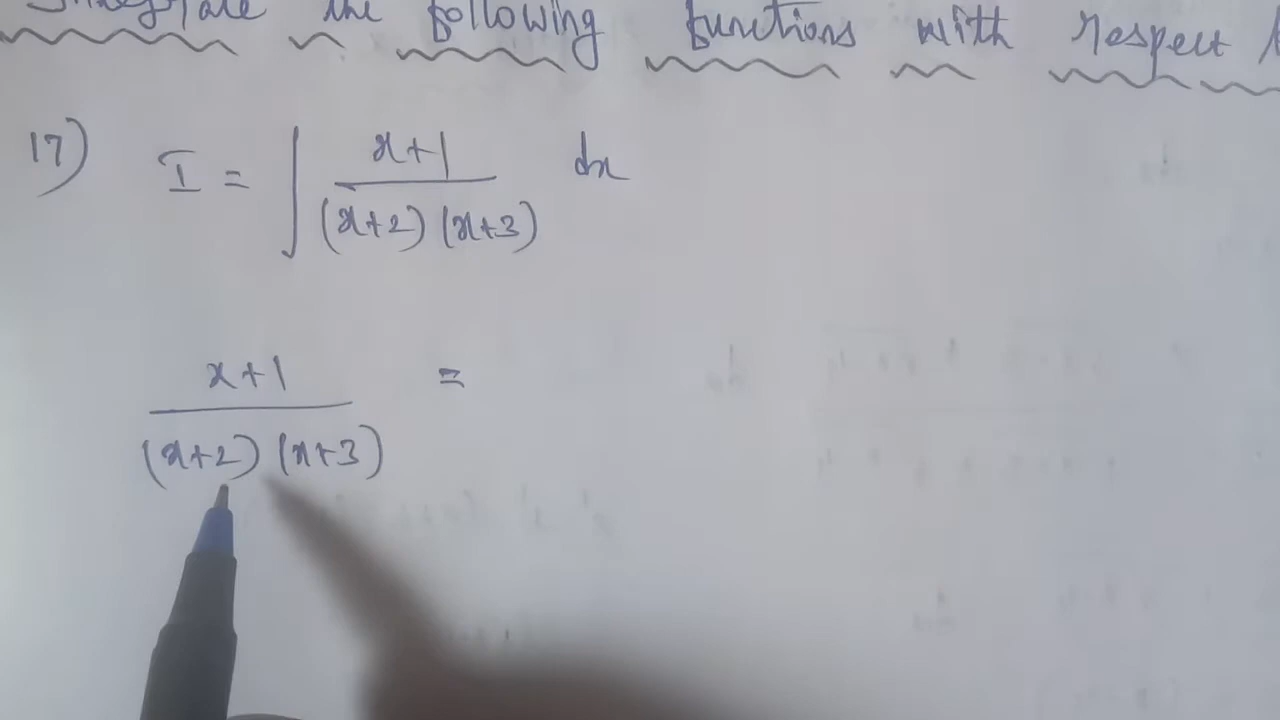 the following functions with respect
17) I = ∫ x+1 / (x+2) (x+3) dx
x+1 / (x+2) (x+3) =